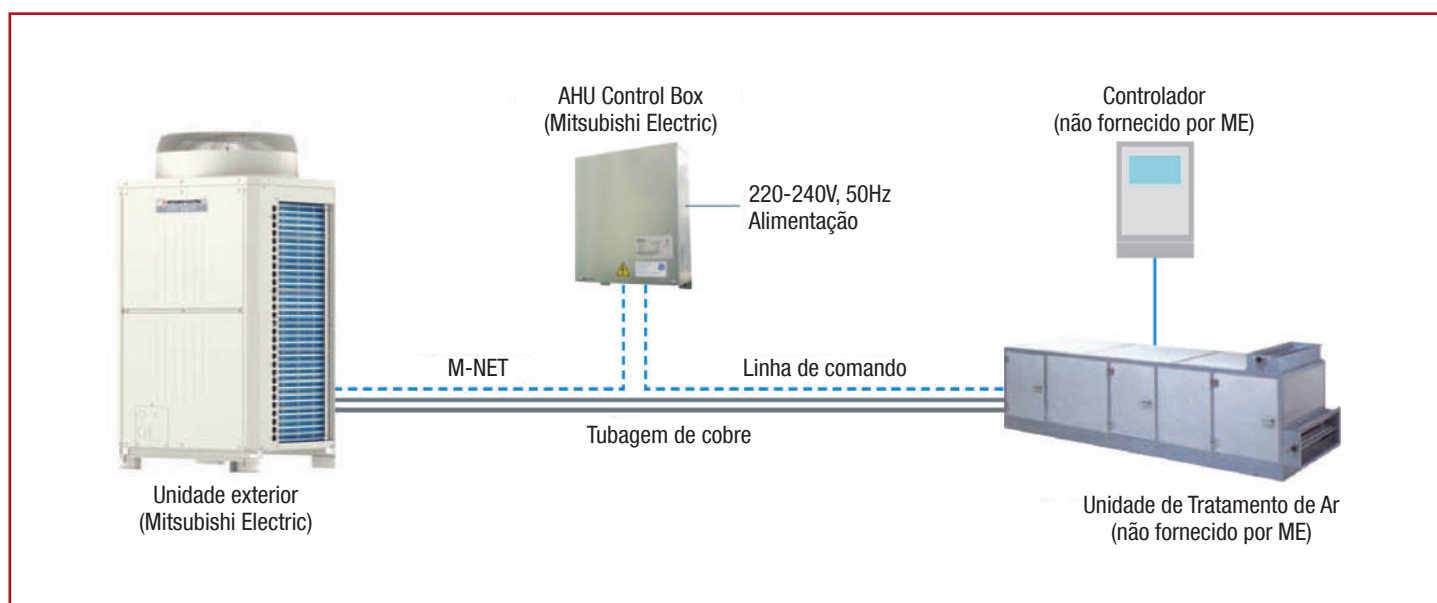 AHU Control Box
(Mitsubishi Electric)
Controlador
(não fornecido por ME)
220-240V, 50Hz
Alimentação
M-NET
Linha de comando
Tubagem de cobre
Unidade exterior
(Mitsubishi Electric)
Unidade de Tratamento de Ar
(não fornecido por ME)